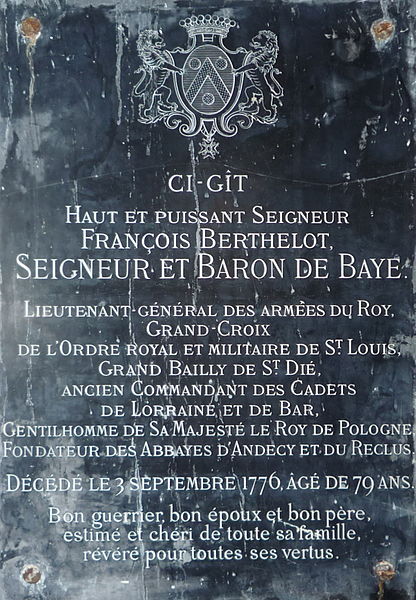 CI-GÎT
HAUT ET PUISSANT SEIGNEUR
FRANÇOIS BERTHELOT,
SEIGNEUR ET BARON DE BAYE.
LIEUTENANT-GÉNÉRAL DES ARMÉES DU ROY,
GRAND-CROIX
DE L'ORDRE ROYAL ET MILITAIRE DE ST LOUIS,
GRAND BAILLY DE ST DIÉ,
ANCIEN COMMANDANT DES CADETS
DE LORRAINE ET DE BAR,
GENTILHOMME DE SA MAJESTÉ LE ROY DE POLOGNE,
FONDATEUR DES ABBAYES D'ANDECY ET DU RECLUS.
DÉCÉDÉ LE 3 SEPTEMBRE 1776, ÂGÉ DE 79 ANS.
Bon guerrier, bon époux et bon père,
estimé et chéri de toute sa famille,
révéré pour toutes ses vertus.